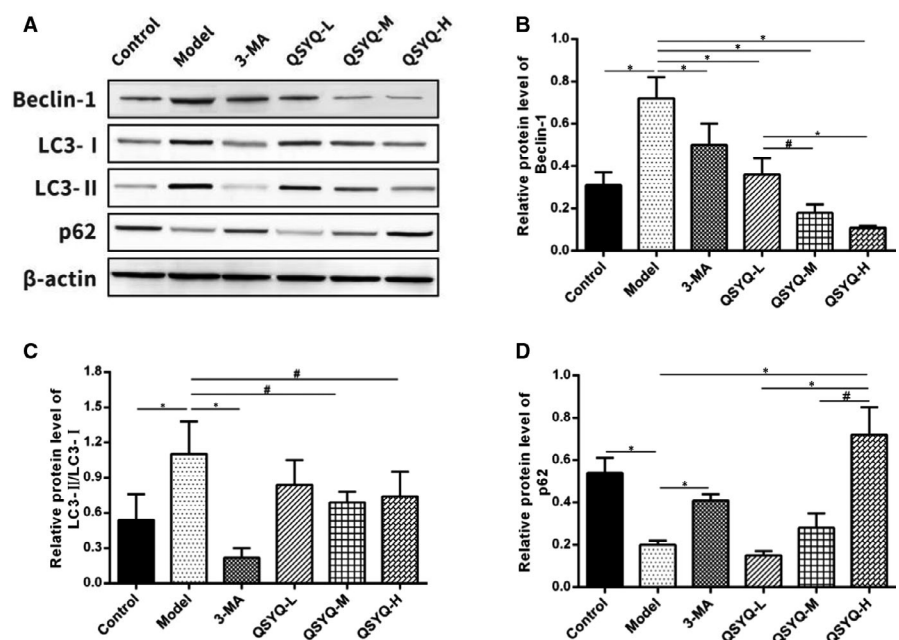 A
Control
Model
3-MA
QSYQ-L
QSYQ-M
QSYQ-H
Beclin-1
LC3-Ⅰ
LC3-Ⅱ
p62
β-actin
B
Relative protein level of
Beclin-1
1.0
0.8
0.6
0.4
0.2
0.0
*
*
*
*
*
*
#
Control
Model
3-MA
QSYQ-L
QSYQ-M
QSYQ-H
C
Relative protein level of
LC3-Ⅱ/LC3-Ⅰ
1.8
1.5
1.2
0.9
0.6
0.3
0.0
#
#
*
*
Control
Model
3-MA
QSYQ-L
QSYQ-M
QSYQ-H
D
Relative protein level of
p62
1.0
0.8
0.6
0.4
0.2
0.0
*
*
#
*
*
Control
Model
3-MA
QSYQ-L
QSYQ-M
QSYQ-H